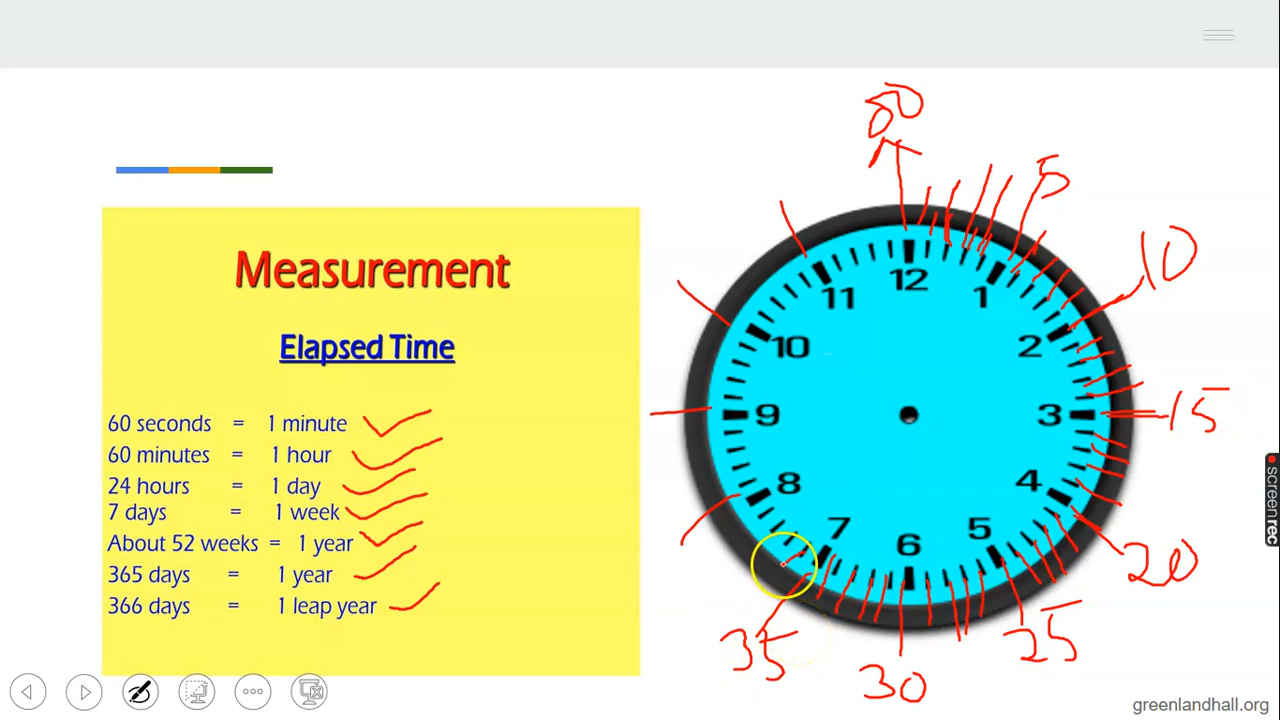 Measurement
Elapsed Time
60 seconds = 1 minute
60 minutes = 1 hour
24 hours = 1 day
7 days = 1 week
About 52 weeks = 1 year
365 days = 1 year
366 days = 1 leap year
5
10
15
20
25
30
35
12
1
2
3
4
5
6
7
8
9
10
11
screenrec
greenlandhall.org